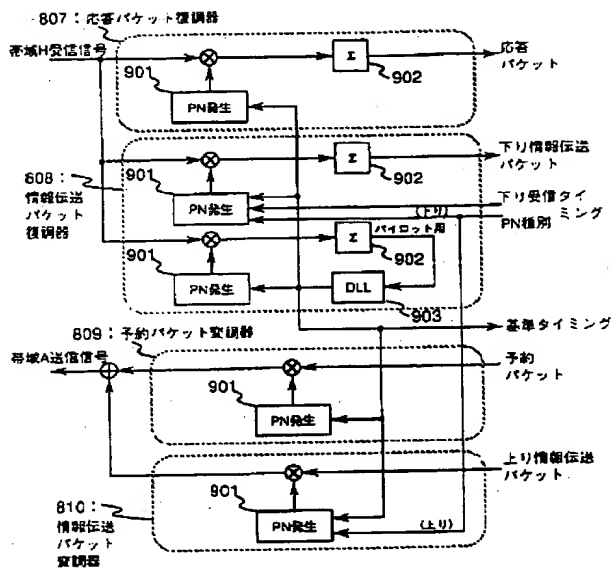 807：応答パケット復調器
帯域H受信信号
901
Σ
902
応答
パケット
PN発生
808：
情報伝送
パケット
復調器
901
Σ
902
下り情報伝送
パケット
PN発生
下り受信タイ
ミング
(上り)
PN種別
パイロット用
901
Σ
902
PN発生
DLL
903
基準タイミング
809：予約パケット変調器
帯域A送信信号
予約
パケット
901
PN発生
上り情報伝送
パケット
901
810：
情報伝送
パケット
変調器
PN発生
(上り)